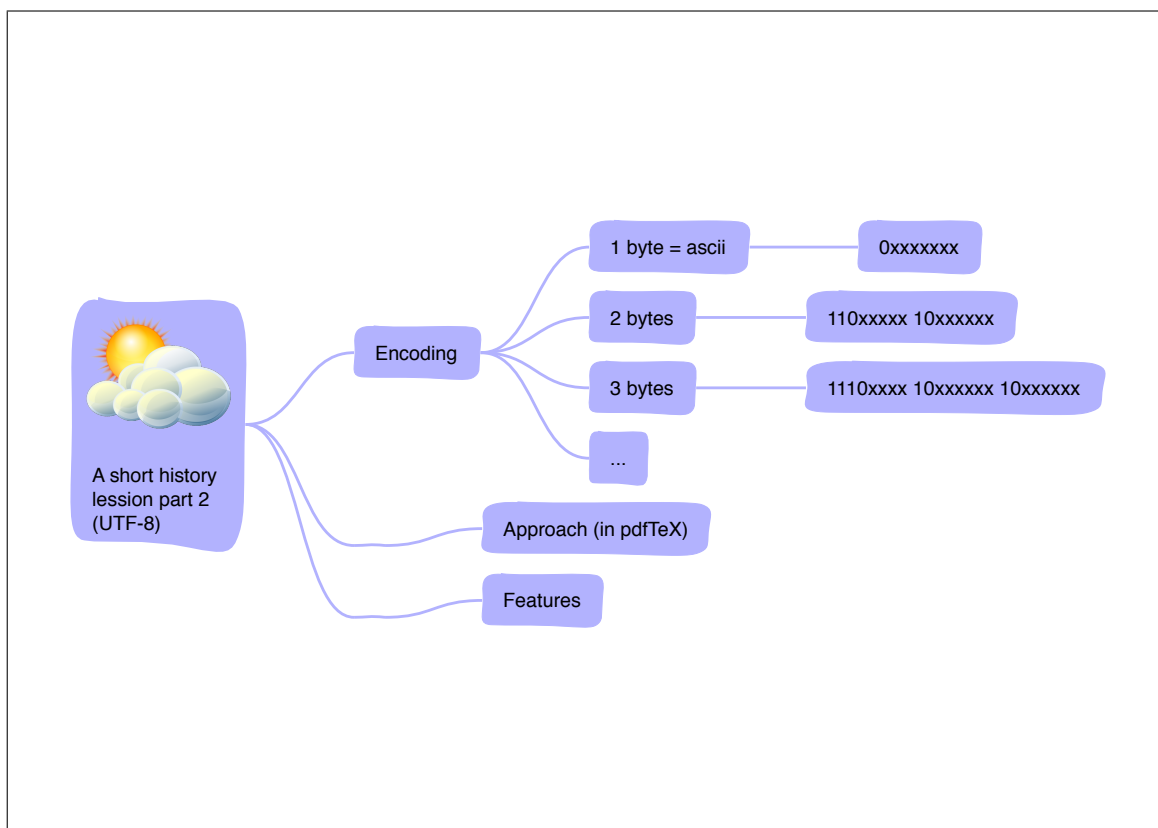 A short history
lession part 2
(UTF-8)
Encoding
1 byte = ascii
0xxxxxxx
2 bytes
110xxxxx 10xxxxxx
3 bytes
1110xxxx 10xxxxxx 10xxxxxx
...
Approach (in pdfTeX)
Features